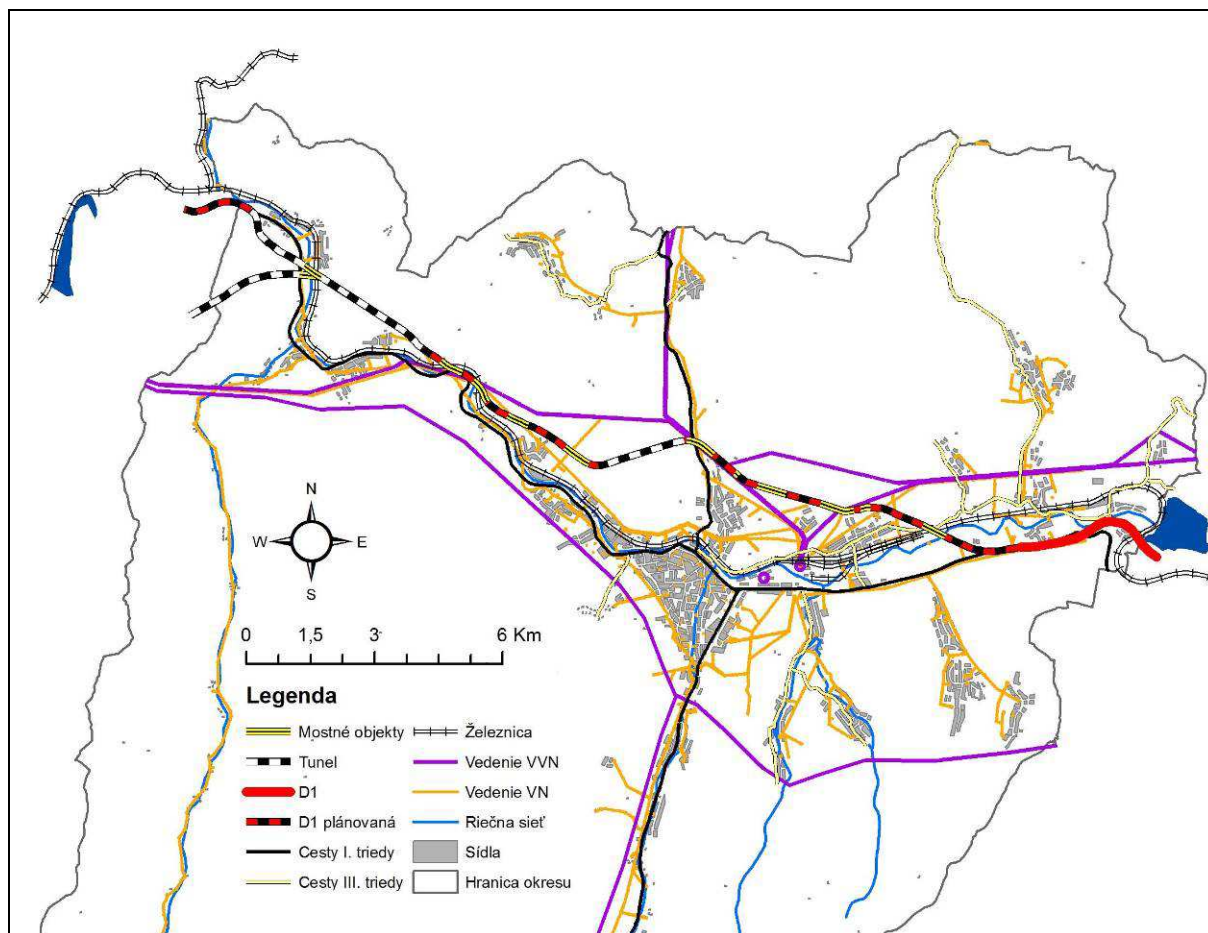 N
W E
S
0 1,5 3 6 Km
Legenda
Mostné objekty
Tunel
D1
D1 plánovaná
Cesty I. triedy
Cesty III. triedy
Železnica
Vedenie VVN
Vedenie VN
Riečna sieť
Sídla
Hranica okresu